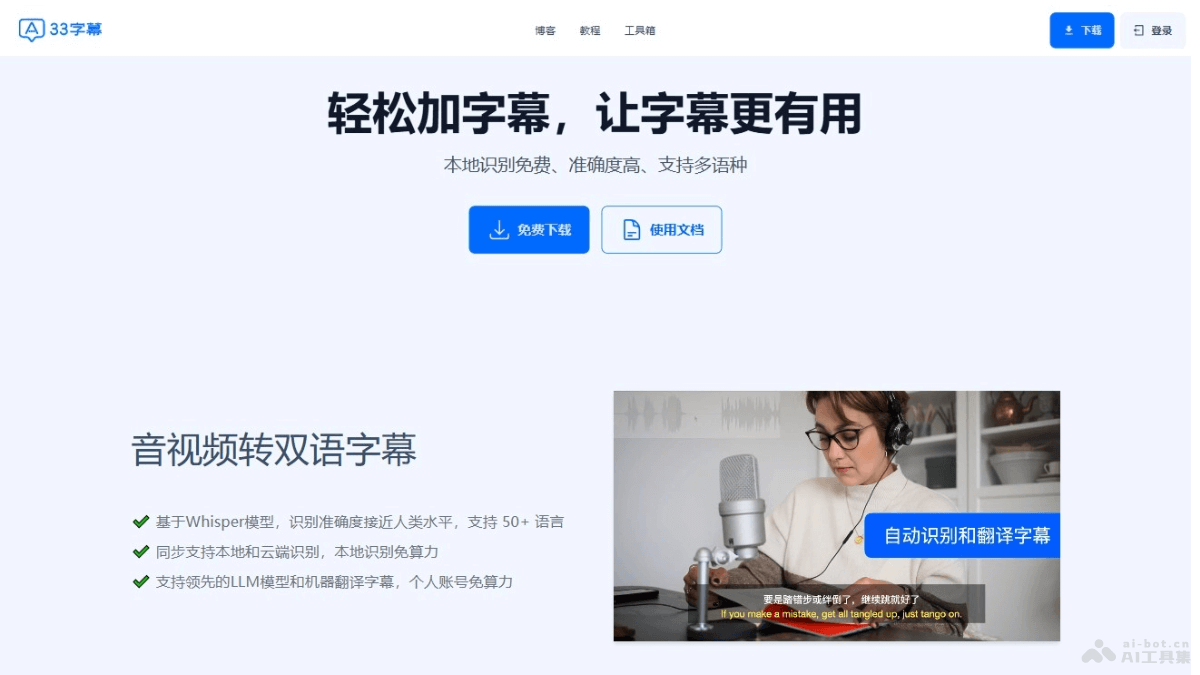 33字幕
博客
教程
工具箱
下载
登录
轻松加字幕，让字幕更有用
本地识别免费、准确度高、支持多语种
免费下载
使用文档
音视频转双语字幕
基于Whisper模型，识别准确度接近人类水平，支持 50+ 语言
同步支持本地和云端识别，本地识别免算力
支持领先的LLM模型和机器翻译字幕，个人账号免算力
自动识别和翻译字幕
要是踏错步或绊倒了，继续跳就好了
If you make a mistake, get all tangled up, just tango on.
ai-bot.cn
AI工具集